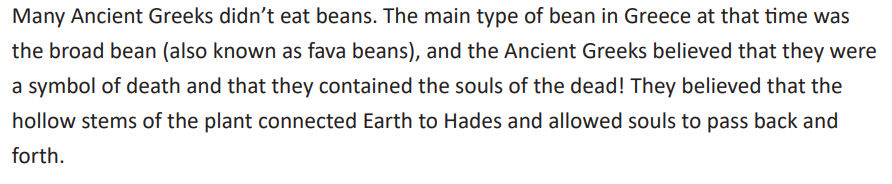 Many Ancient Greeks didn’t eat beans. The main type of bean in Greece at that time was
the broad bean (also known as fava beans), and the Ancient Greeks believed that they were
a symbol of death and that they contained the souls of the dead! They believed that the
hollow stems of the plant connected Earth to Hades and allowed souls to pass back and
forth.